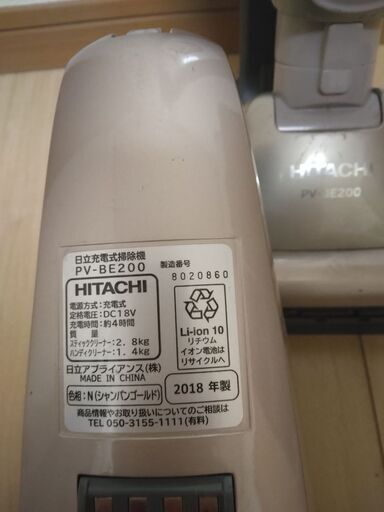 日立充電式掃除機
PV-BE200
製造番号
8020860
HITACHI
電源方式:充電式
定格電圧:DC18V
充電時間:約4時間
質 量
スティッククリーナー:2.8kg
ハンディクリーナー:1.4kg
Li-ion 10
リチウム
イオン電池は
リサイクルへ
日立アプライアンス(株)
MADE IN CHINA
2018 年製
色相:N(シャンパンゴールド)
商品情報やお取り扱いについてのご相談は
TEL 050-3155-1111(有料)
HITACHI
PV-BE200